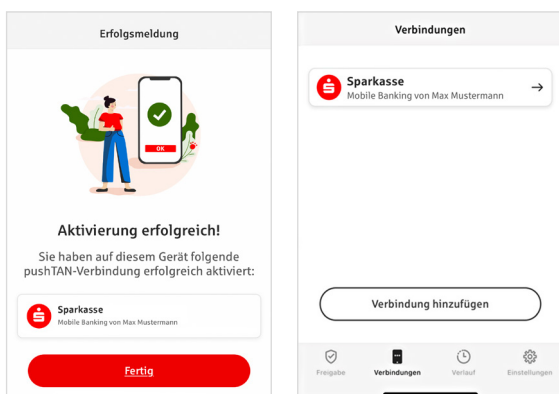 Erfolgsmeldung
OK
Aktivierung erfolgreich!
Sie haben auf diesem Gerät folgende
pushTAN-Verbindung erfolgreich aktiviert:
Sparkasse
Mobile Banking von Max Mustermann
Fertig
Verbindungen
Sparkasse
Mobile Banking von Max Mustermann
Verbindung hinzufügen
Freigabe Verbindungen Verlauf Einstellungen